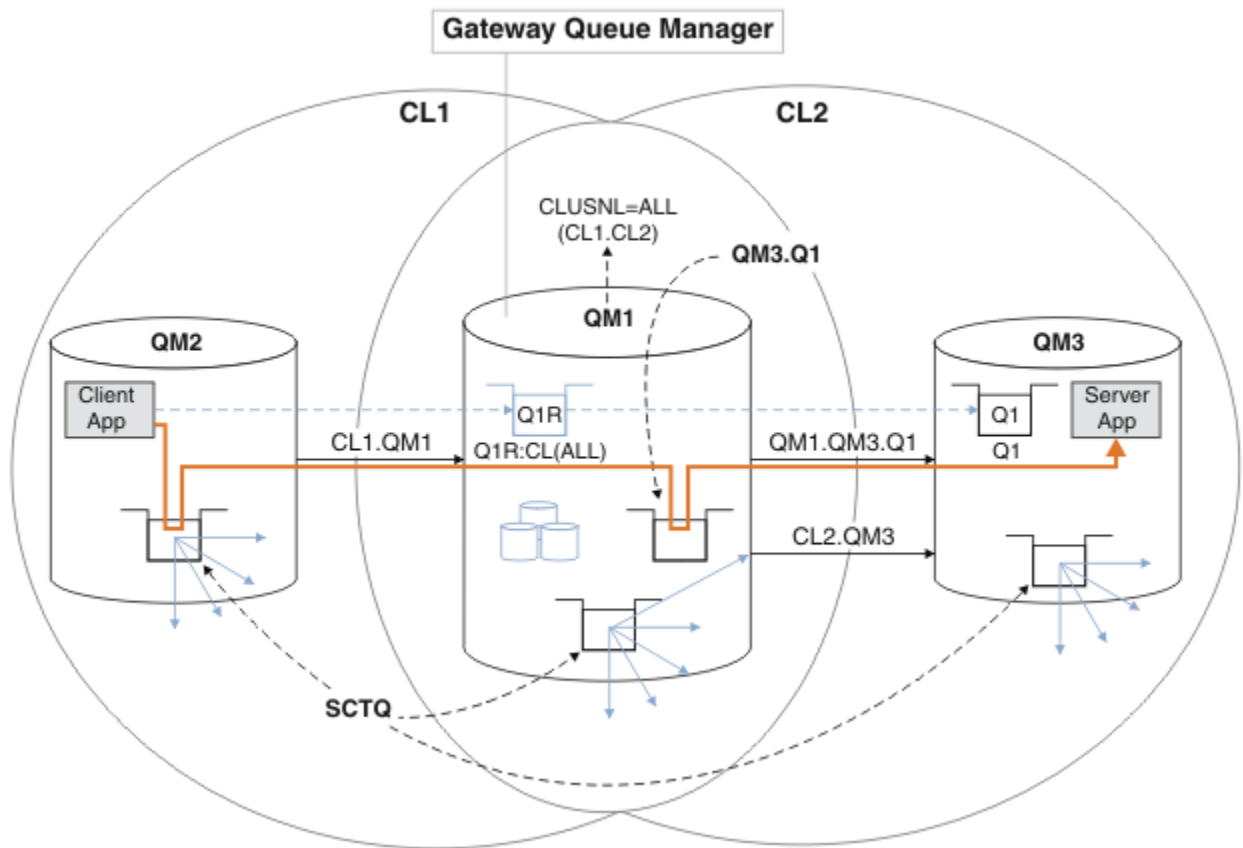 Gateway Queue Manager
CL1
CL2
CLUSNL=ALL
(CL1.CL2)
QM3.Q1
QM2
QM1
QM3
Client
App
Q1R
Q1
Server
App
CL1.QM1
Q1R:CL(ALL)
QM1.QM3.Q1
Q1
CL2.QM3
SCTQ